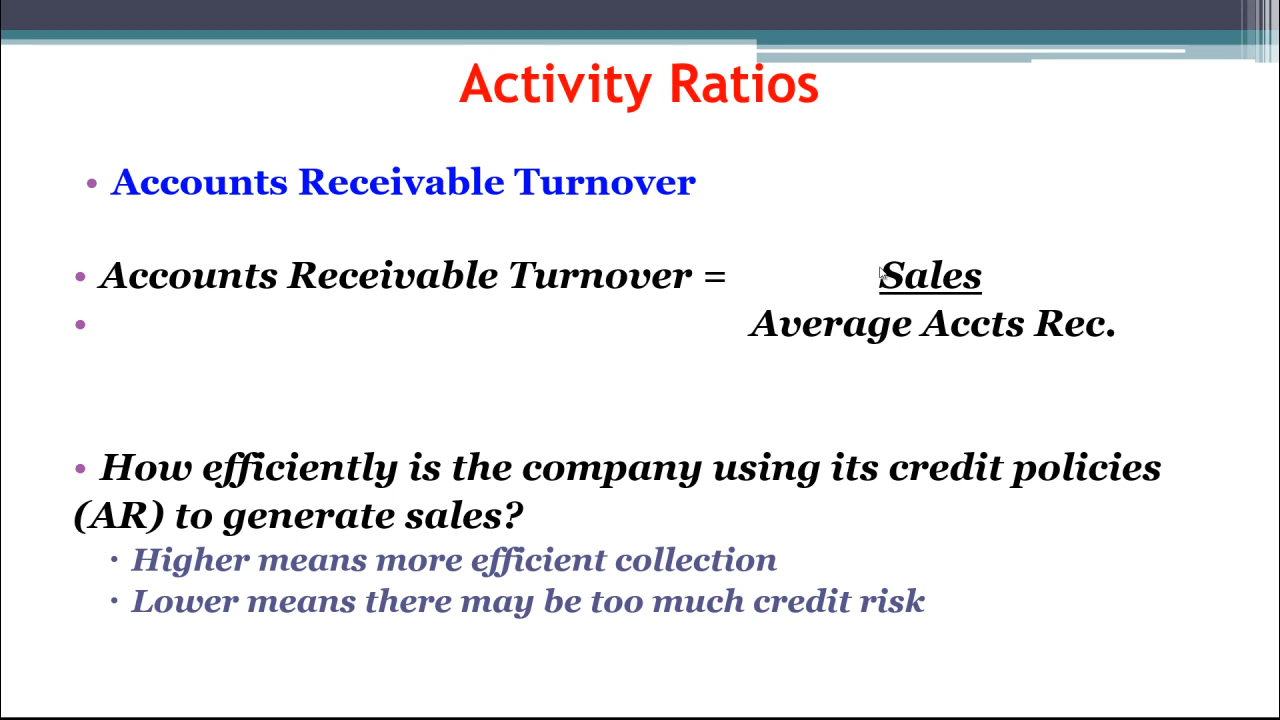 Activity Ratios
• Accounts Receivable Turnover
• Accounts Receivable Turnover = Sales
• Average Accts Rec.
• How efficiently is the company using its credit policies
(AR) to generate sales?
• Higher means more efficient collection
• Lower means there may be too much credit risk